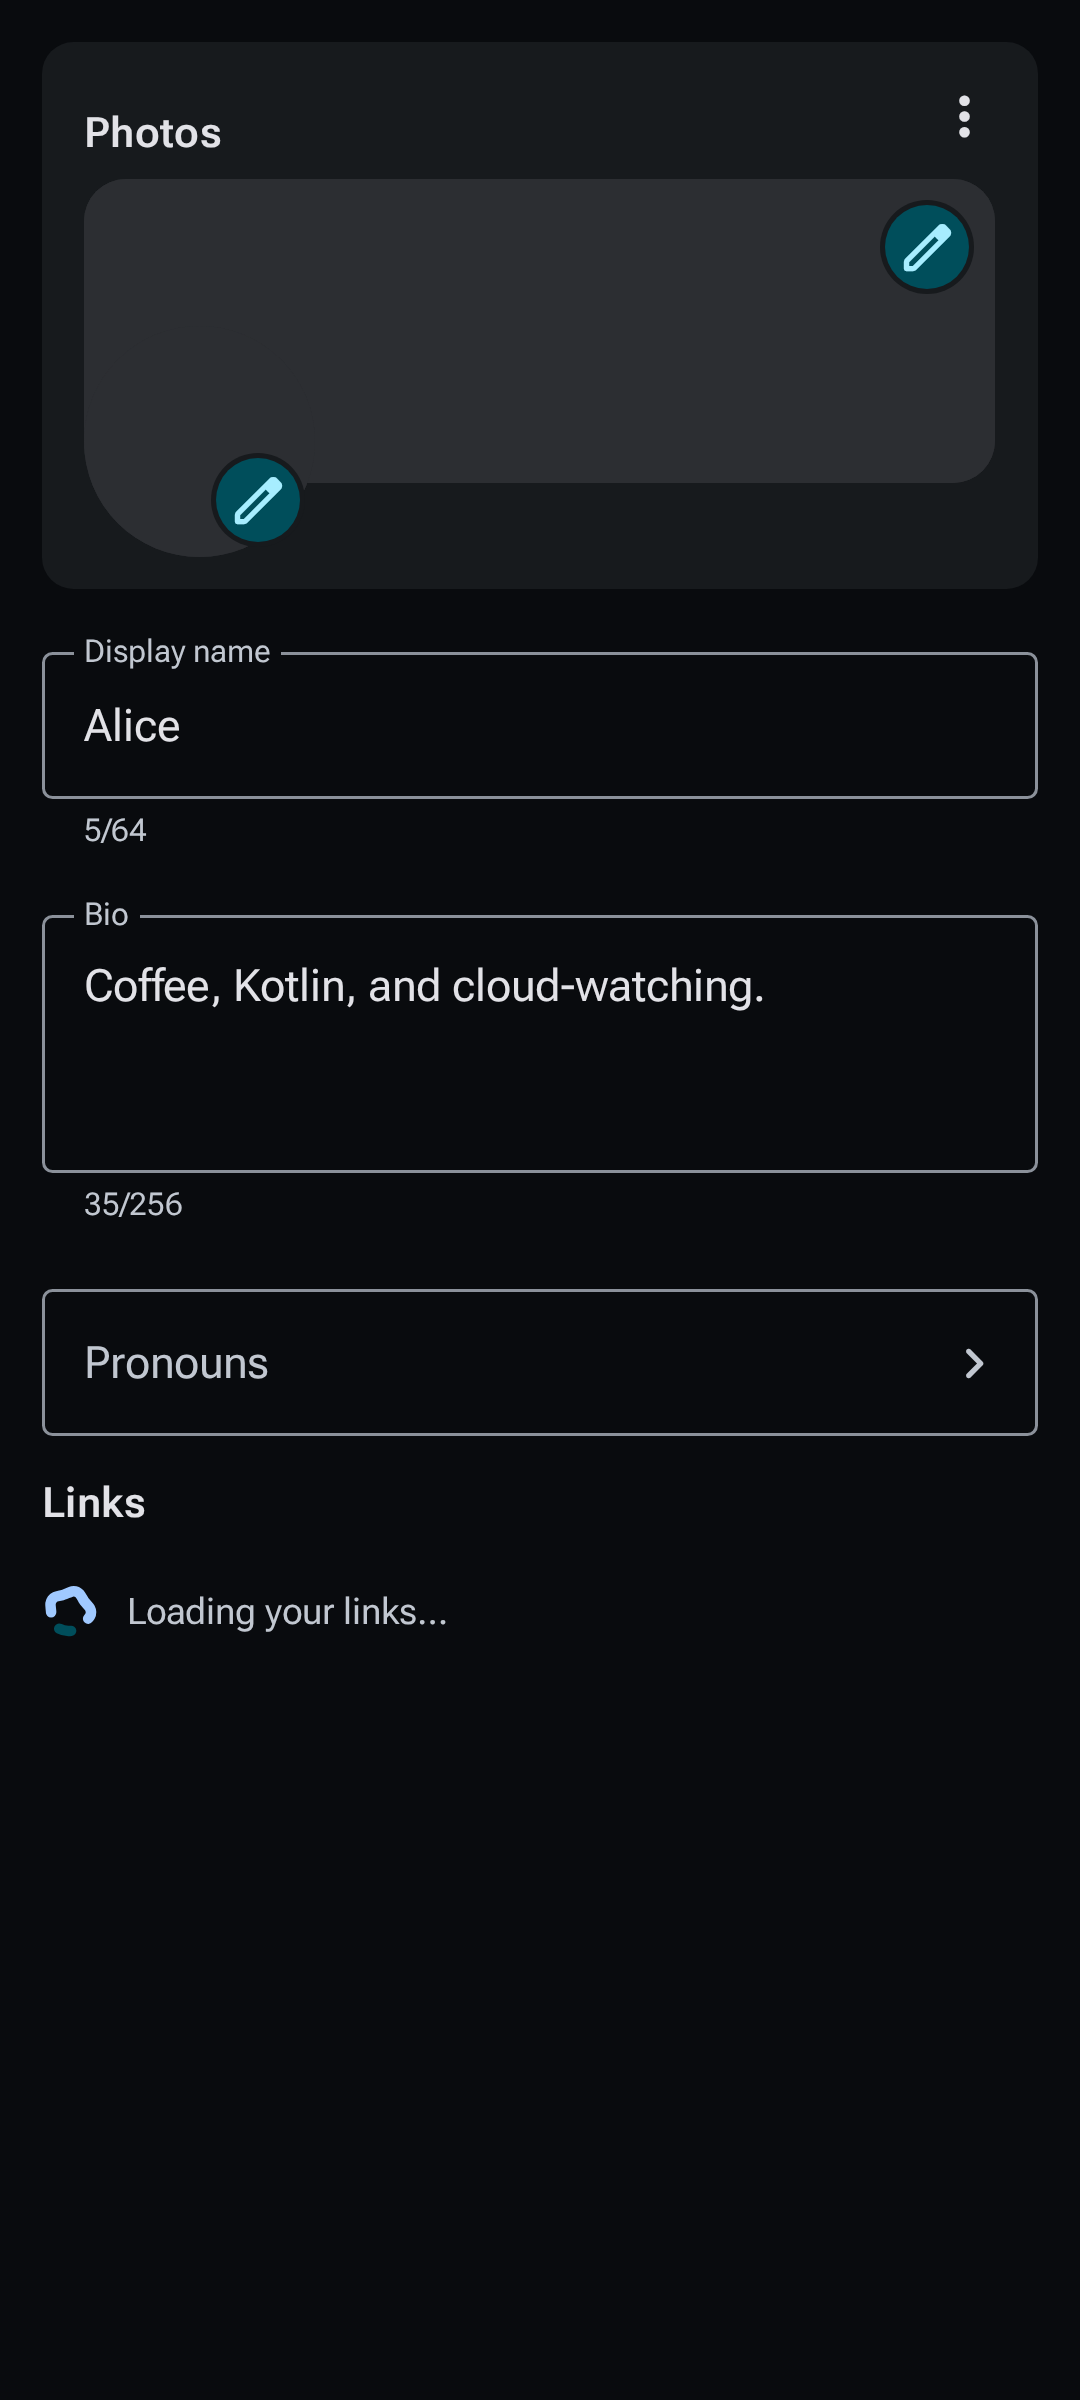 Photos
Display name
Alice
5/64
Bio
Coffee, Kotlin, and cloud-watching.
35/256
Pronouns
Links
Loading your links...